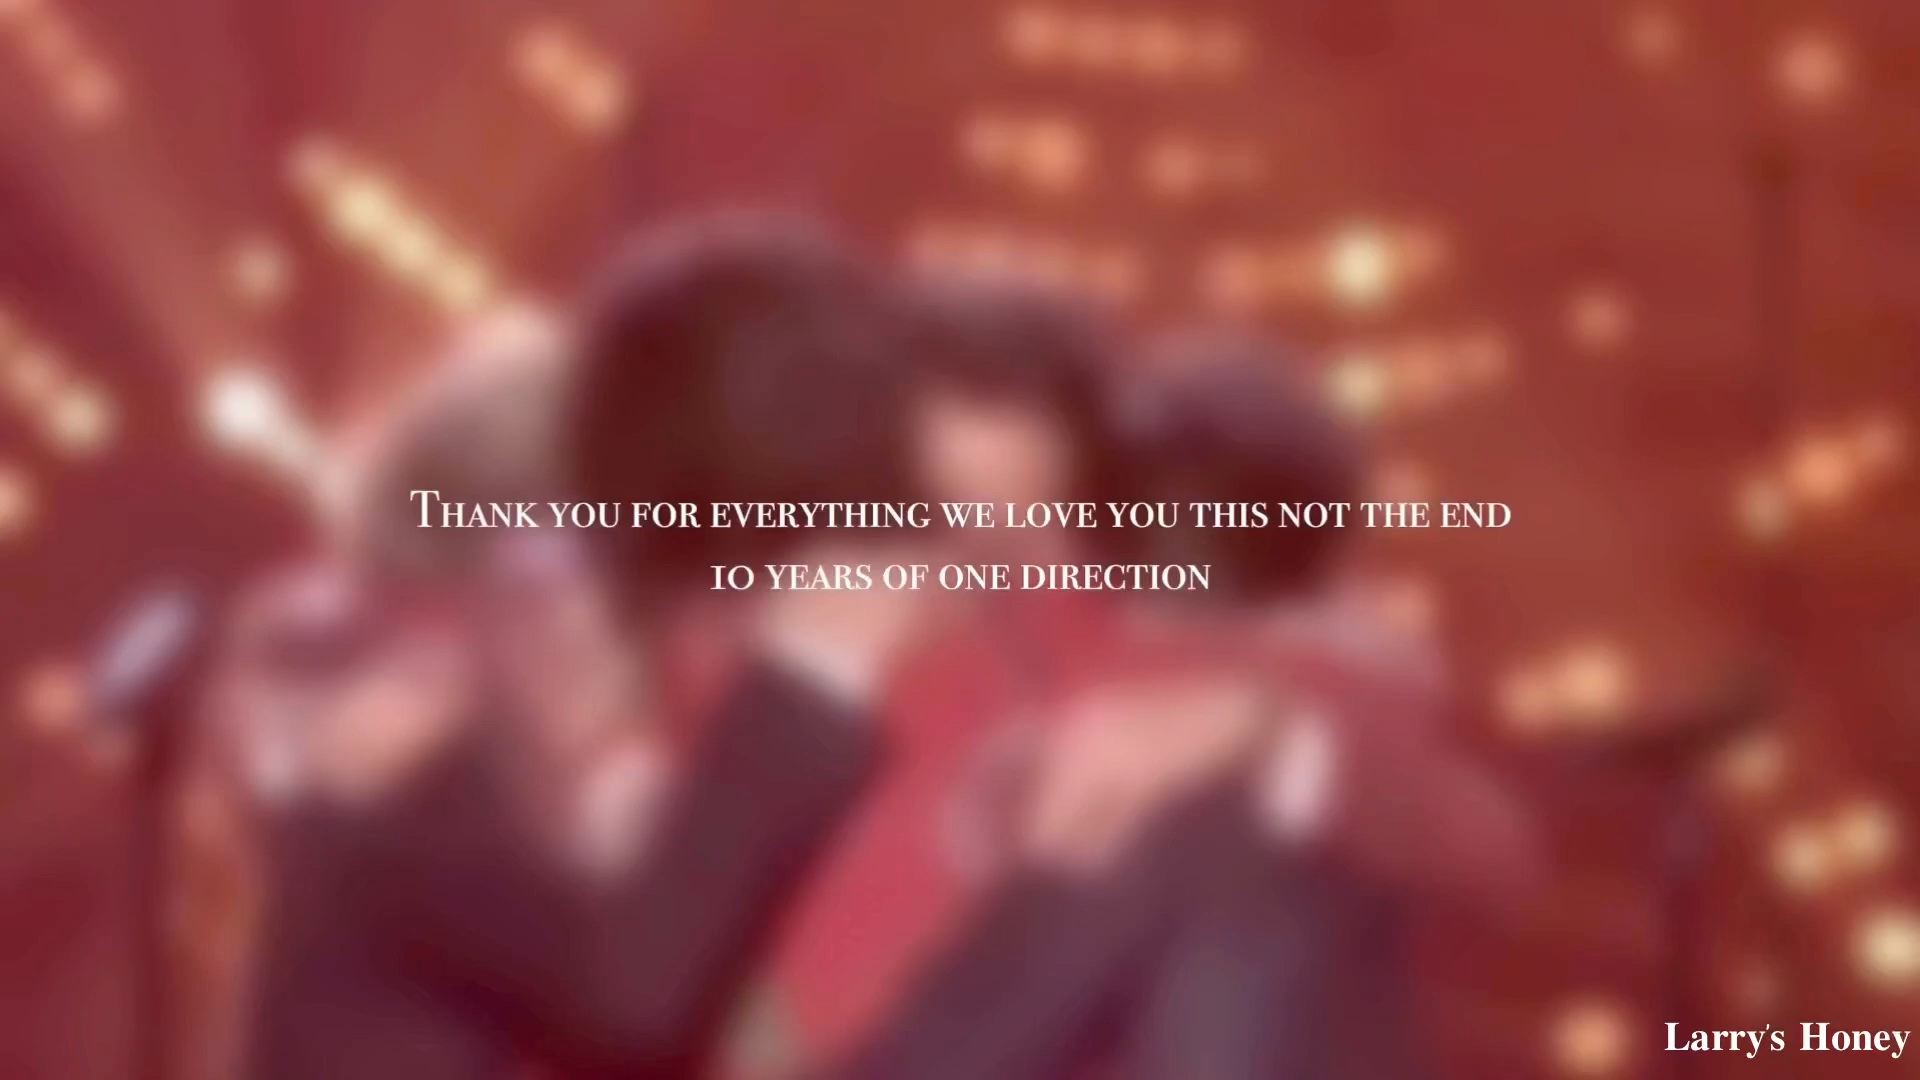 Thank you for everything we love you this not the end
10 years of one direction
Larry's Honey